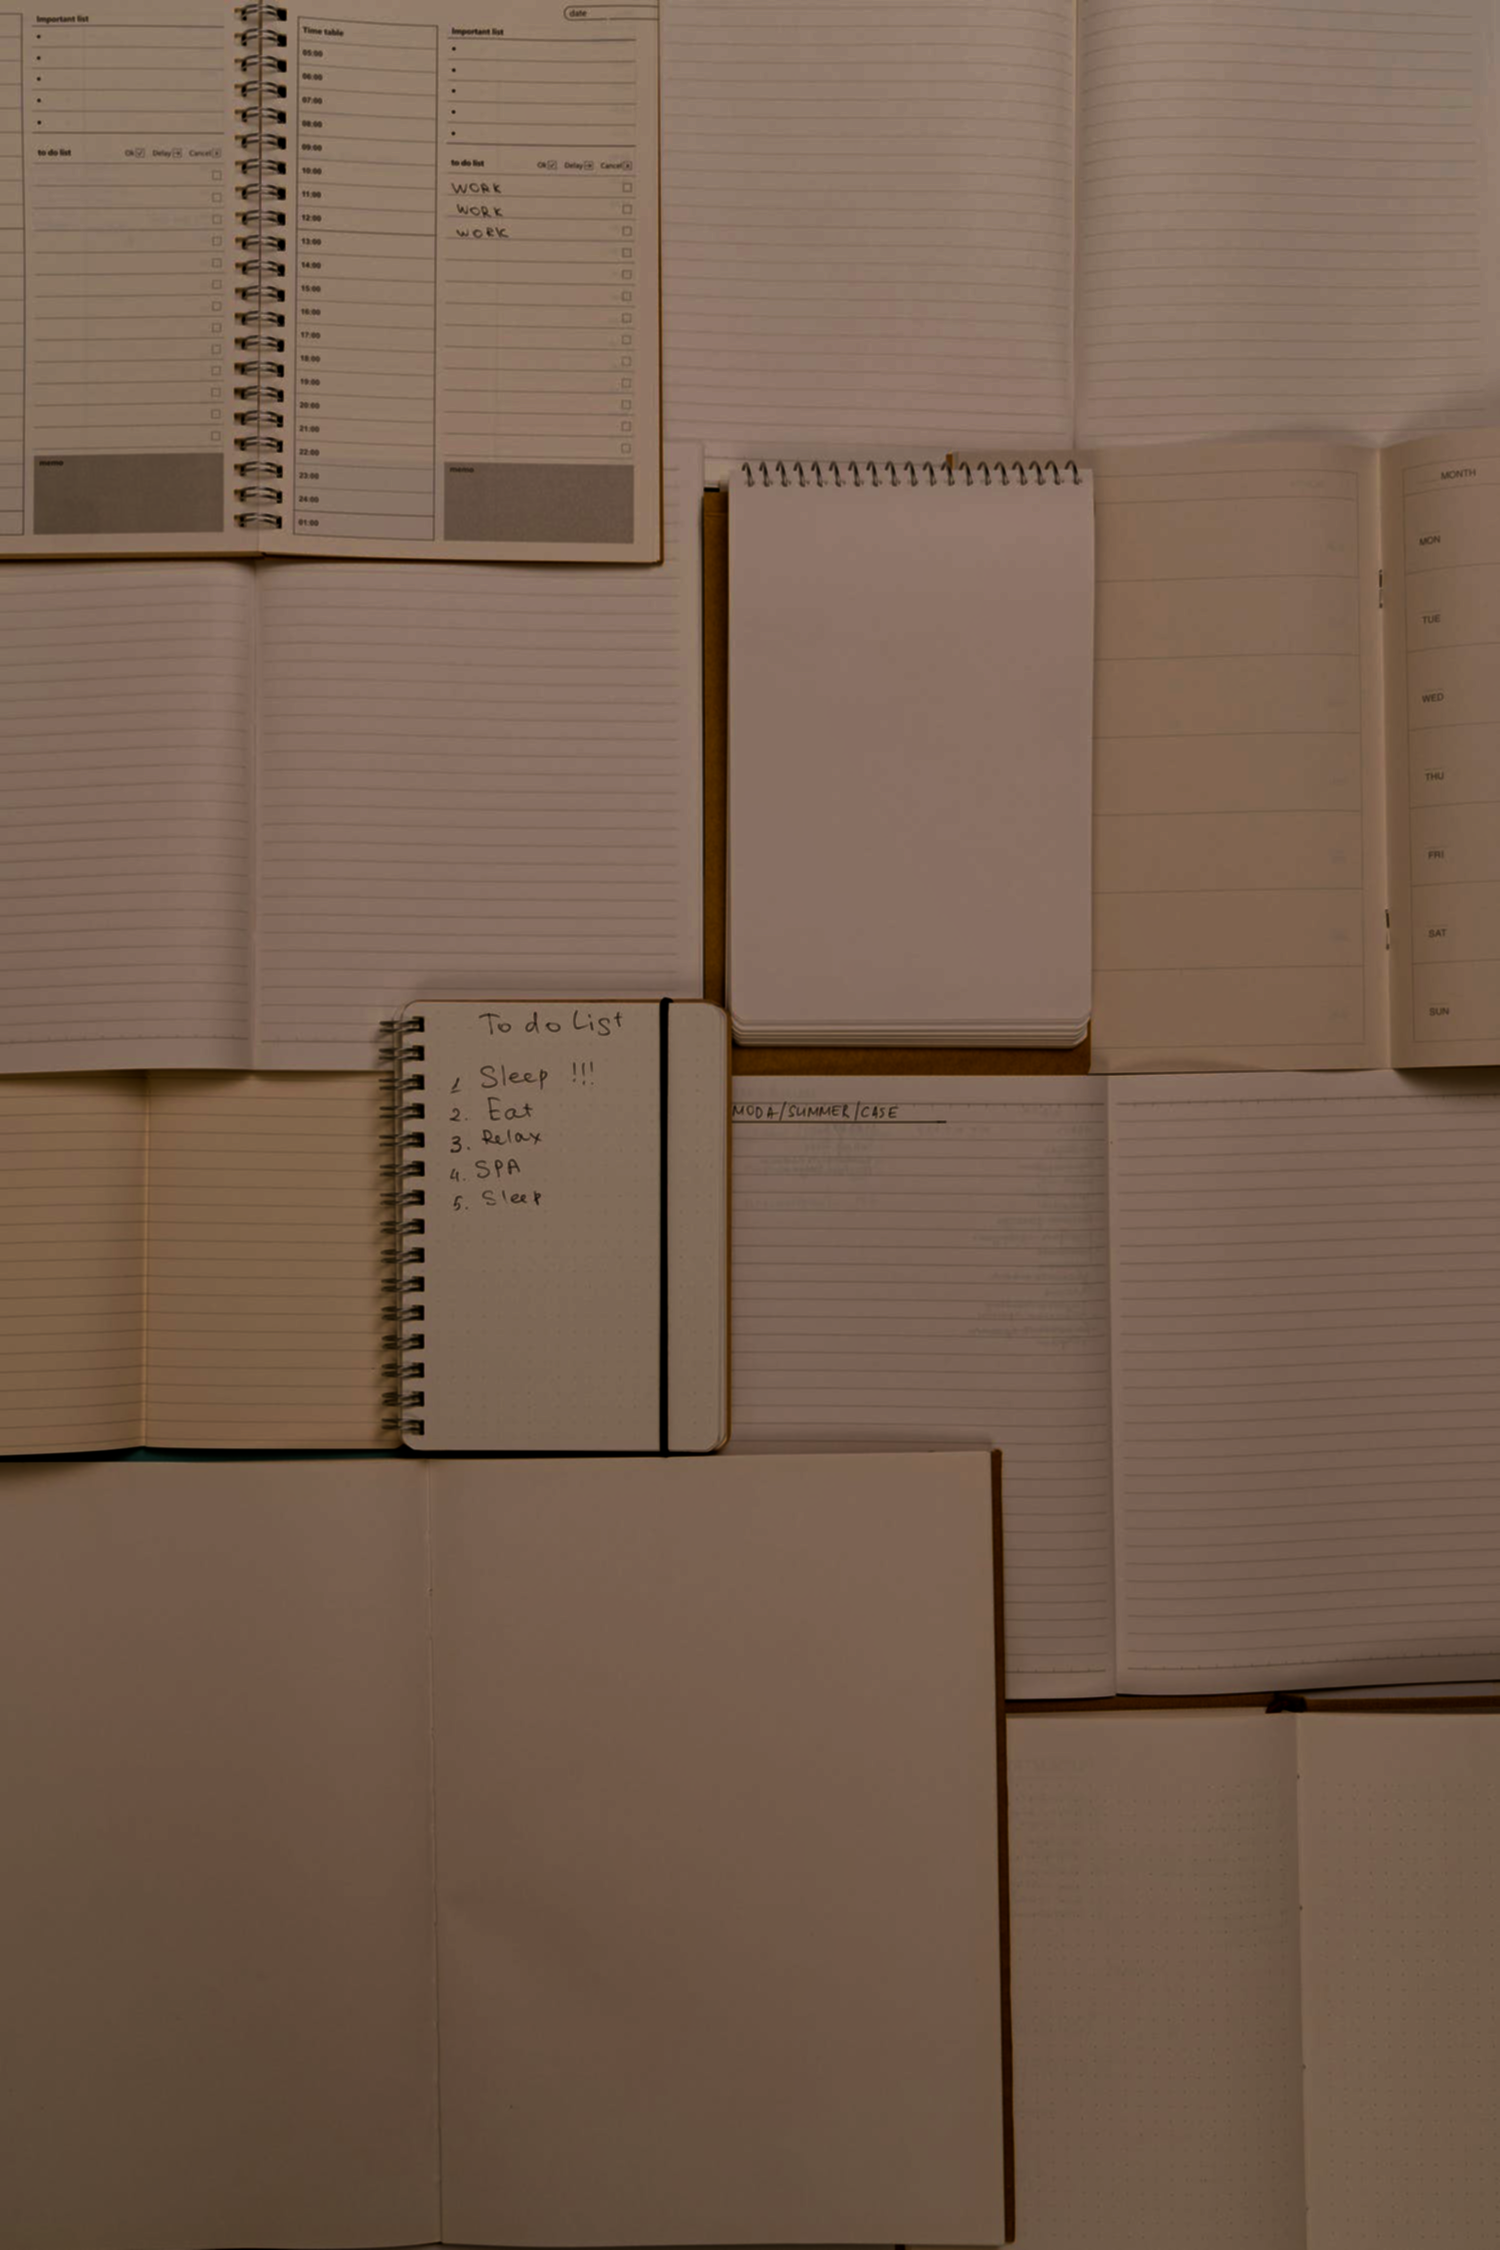 Important list
to do list
Ok
Delay
Cancel
memo
date
Time table
05:00
06:00
07:00
08:00
09:00
10:00
11:00
12:00
13:00
14:00
15:00
16:00
17:00
18:00
19:00
20:00
21:00
22:00
23:00
24:00
01:00
Important list
to do list
Ok
Delay
Cancel
WORK
WORK
WORK
memo
MONTH
MON
TUE
WED
THU
FRI
SAT
SUN
To do List
1 Sleep !!!
2. Eat
3. Relax
4. SPA
5. Sleep
MODA/SUMMER/CASE